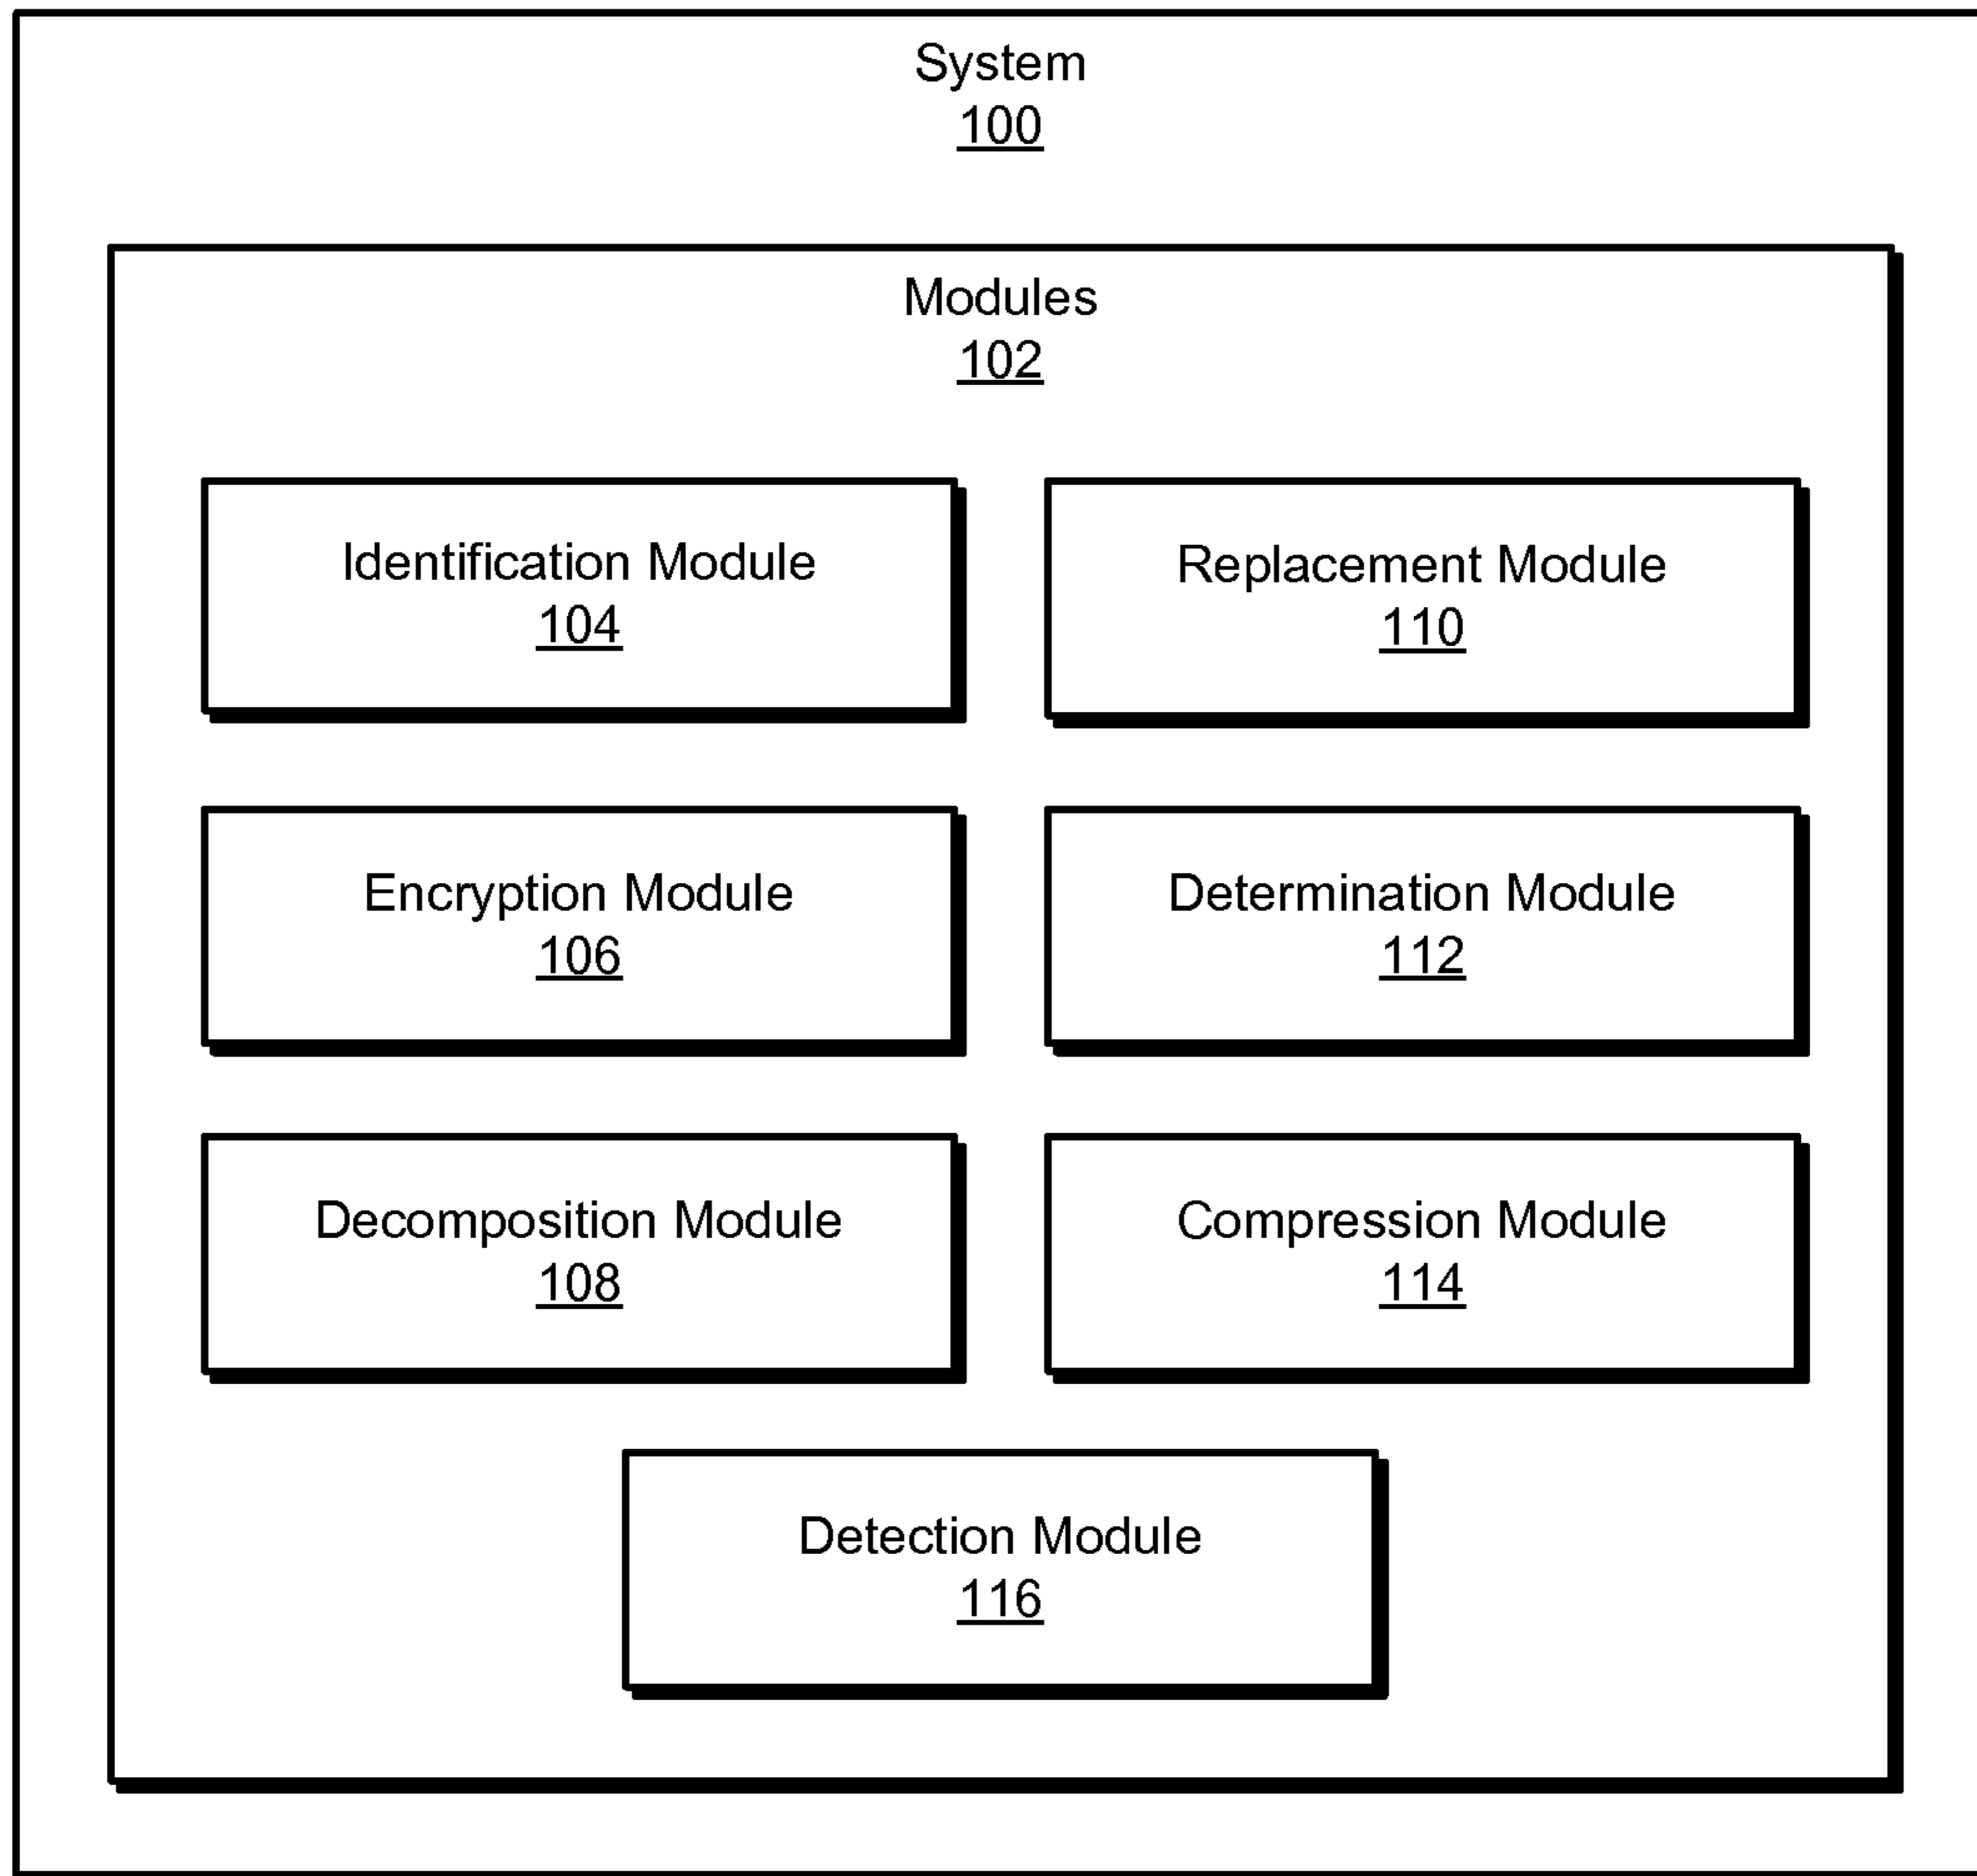 System
100
Modules
102
Identification Module
104
Replacement Module
110
Encryption Module
106
Determination Module
112
Decomposition Module
108
Compression Module
114
Detection Module
116